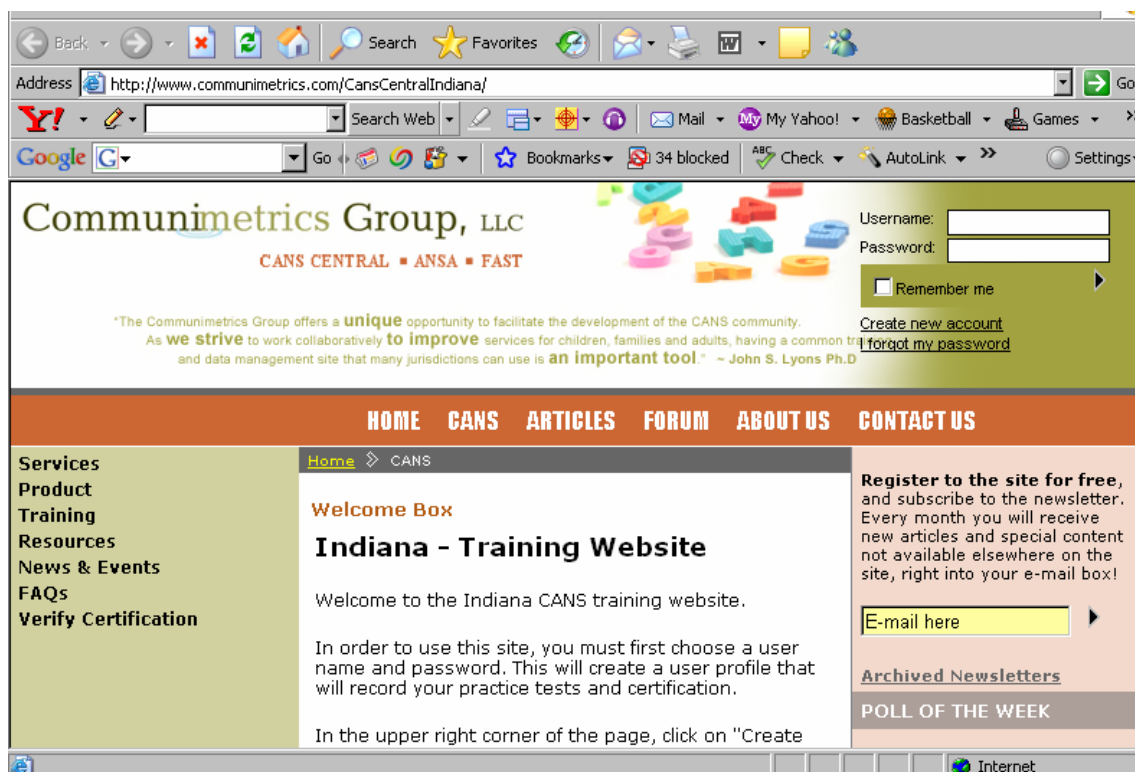 Back
Search
Favorites
Address http://www.communimetrics.com/CansCentralIndiana/ Go
Y! Search Web Mail My My Yahoo! Basketball Games
Google G Go Bookmarks 34 blocked ABC Check AutoLink Settings
Communimetrics Group, LLC
CANS CENTRAL ▪ ANSA ▪ FAST
"The Communimetrics Group offers a unique opportunity to facilitate the development of the CANS community.
As we strive to work collaboratively to improve services for children, families and adults, having a common
and data management site that many jurisdictions can use is an important tool." ~ John S. Lyons Ph.D
Username:
Password:
Remember me
Create new account
I forgot my password
HOME CANS ARTICLES FORUM ABOUT US CONTACT US
Services
Product
Training
Resources
News & Events
FAQs
Verify Certification
Home CANS
Welcome Box
Indiana - Training Website
Welcome to the Indiana CANS training website.
In order to use this site, you must first choose a user
name and password. This will create a user profile that
will record your practice tests and certification.
In the upper right corner of the page, click on "Create
Register to the site for free,
and subscribe to the newsletter.
Every month you will receive
new articles and special content
not available elsewhere on the
site, right into your e-mail box!
E-mail here
Archived Newsletters
POLL OF THE WEEK
Internet